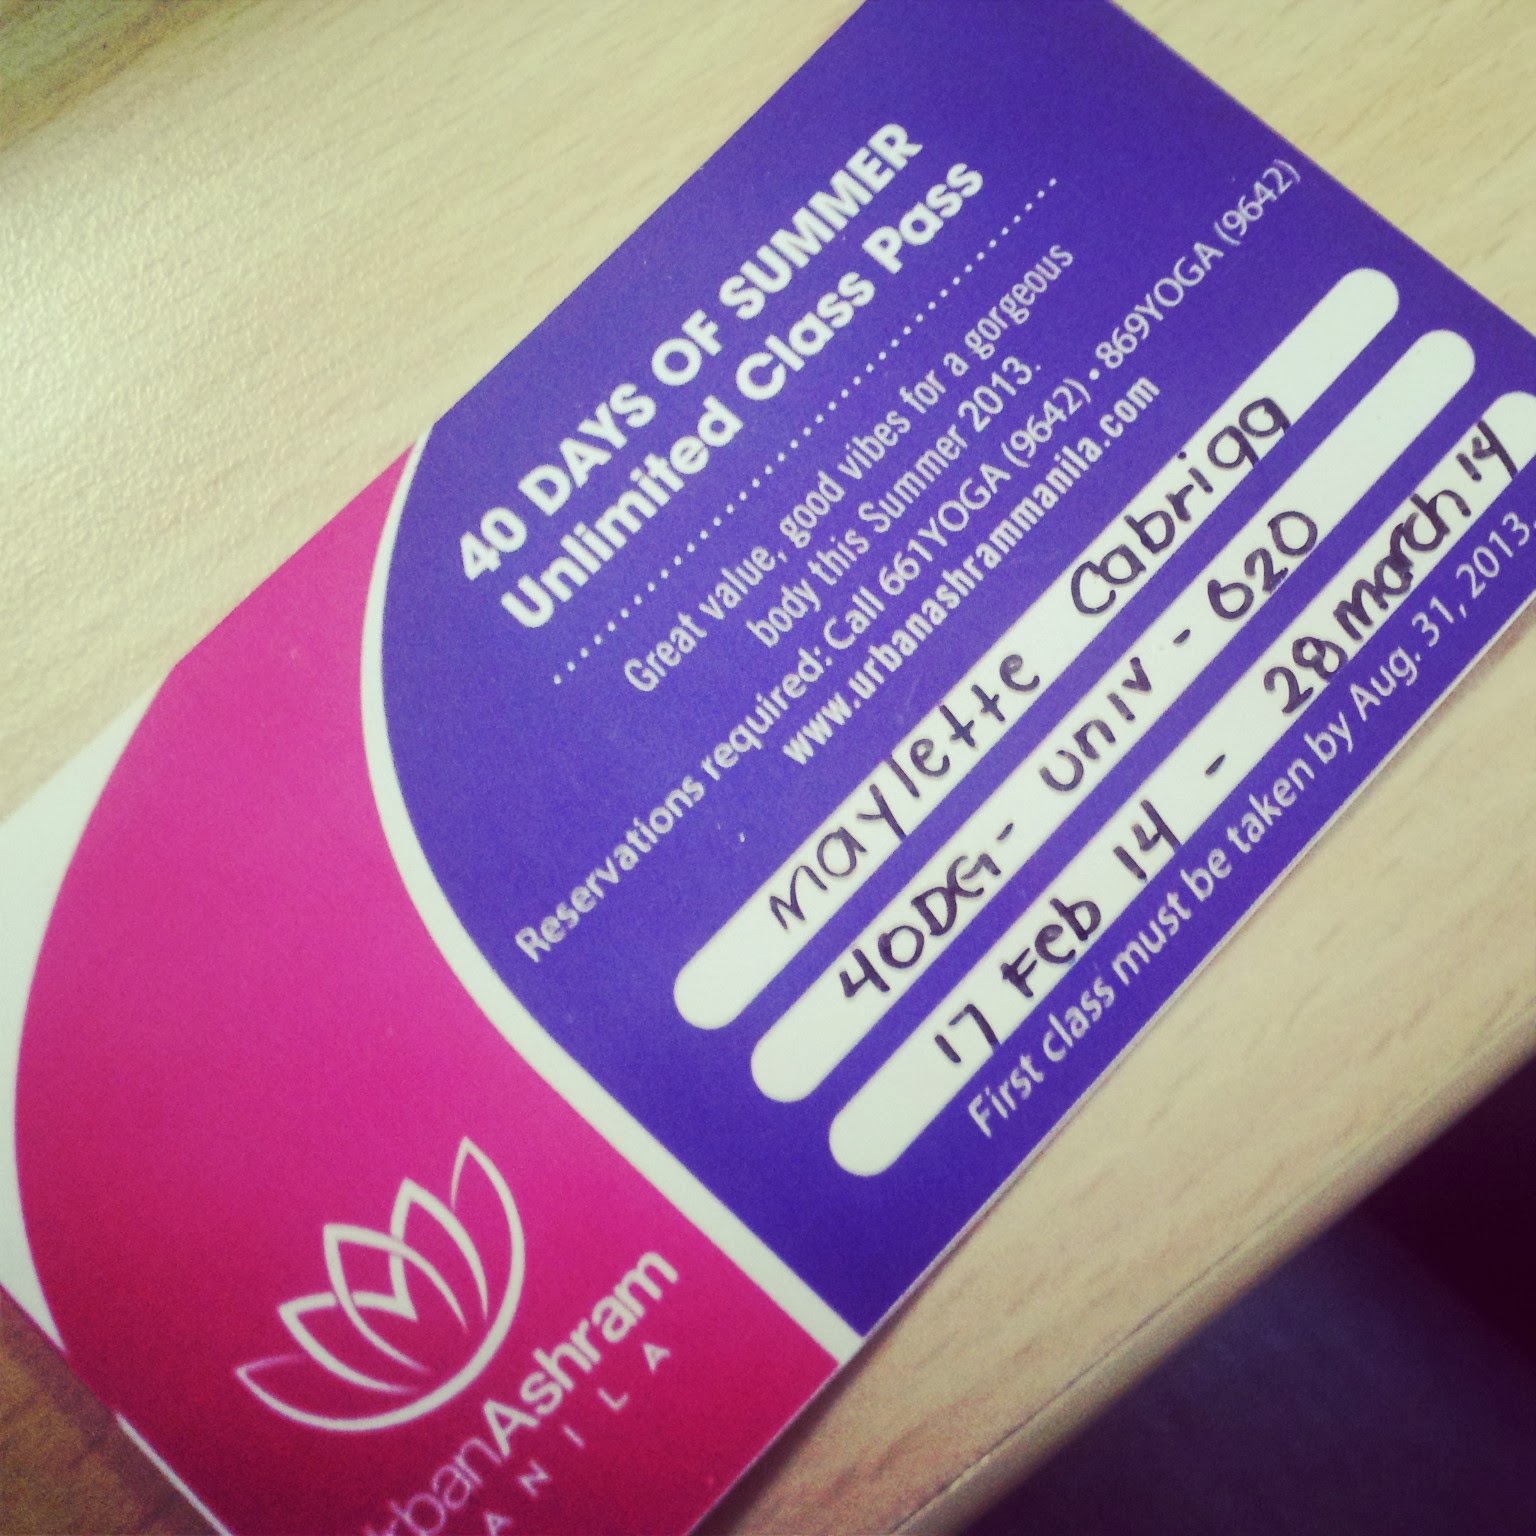 40 DAYS OF SUMMER
Unlimited Class Pass
Great value, good vibes for a gorgeous
body this Summer 2013.
Reservations required: Call 661YOGA (9642) • 869YOGA (9642)
www.urbanashrammanila.com
Maylette Cabrigg
40DG - Univ - 620
17 Feb 14 - 28 March 14
First class must be taken by Aug. 31, 2013.
rbanAshram
ANILA